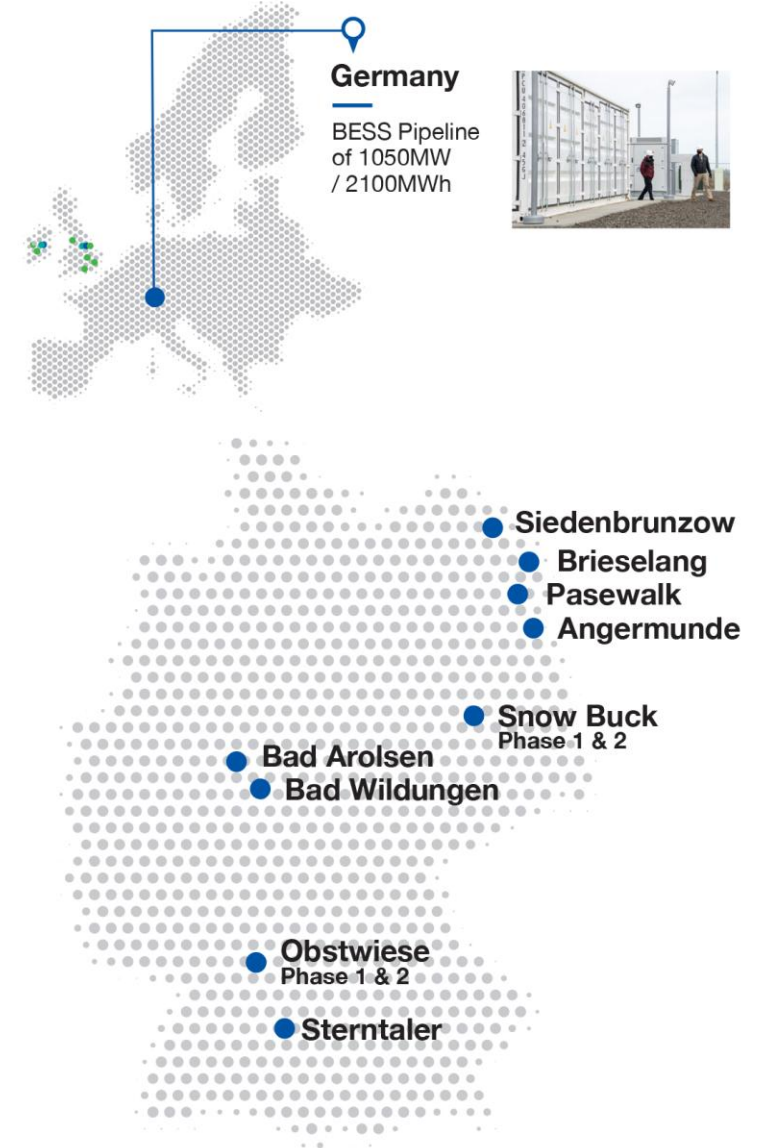 Germany
BESS Pipeline
of 1050MW
/ 2100MWh
Siedenbrunzow
Brieselang
Pasewalk
Angermunde
Snow Buck
Phase 1 & 2
Bad Arolsen
Bad Wildungen
Obstwiese
Phase 1 & 2
Sterntaler